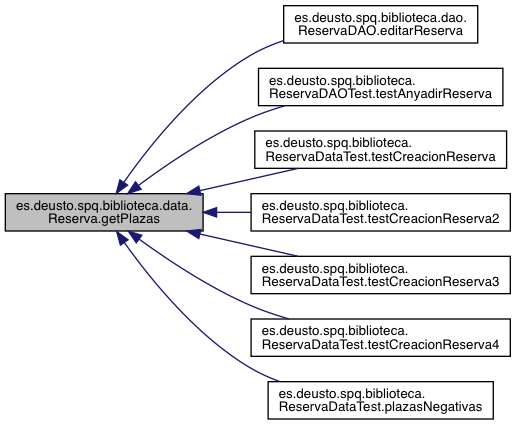 es.deusto.spq.biblioteca.dao.
ReservaDAO.editarReserva
es.deusto.spq.biblioteca.
ReservaDAOTest.testAnyadirReserva
es.deusto.spq.biblioteca.
ReservaDataTest.testCreacionReserva
es.deusto.spq.biblioteca.data.
Reserva.getPlazas
es.deusto.spq.biblioteca.
ReservaDataTest.testCreacionReserva2
es.deusto.spq.biblioteca.
ReservaDataTest.testCreacionReserva3
es.deusto.spq.biblioteca.
ReservaDataTest.testCreacionReserva4
es.deusto.spq.biblioteca.
ReservaDataTest.plazasNegativas